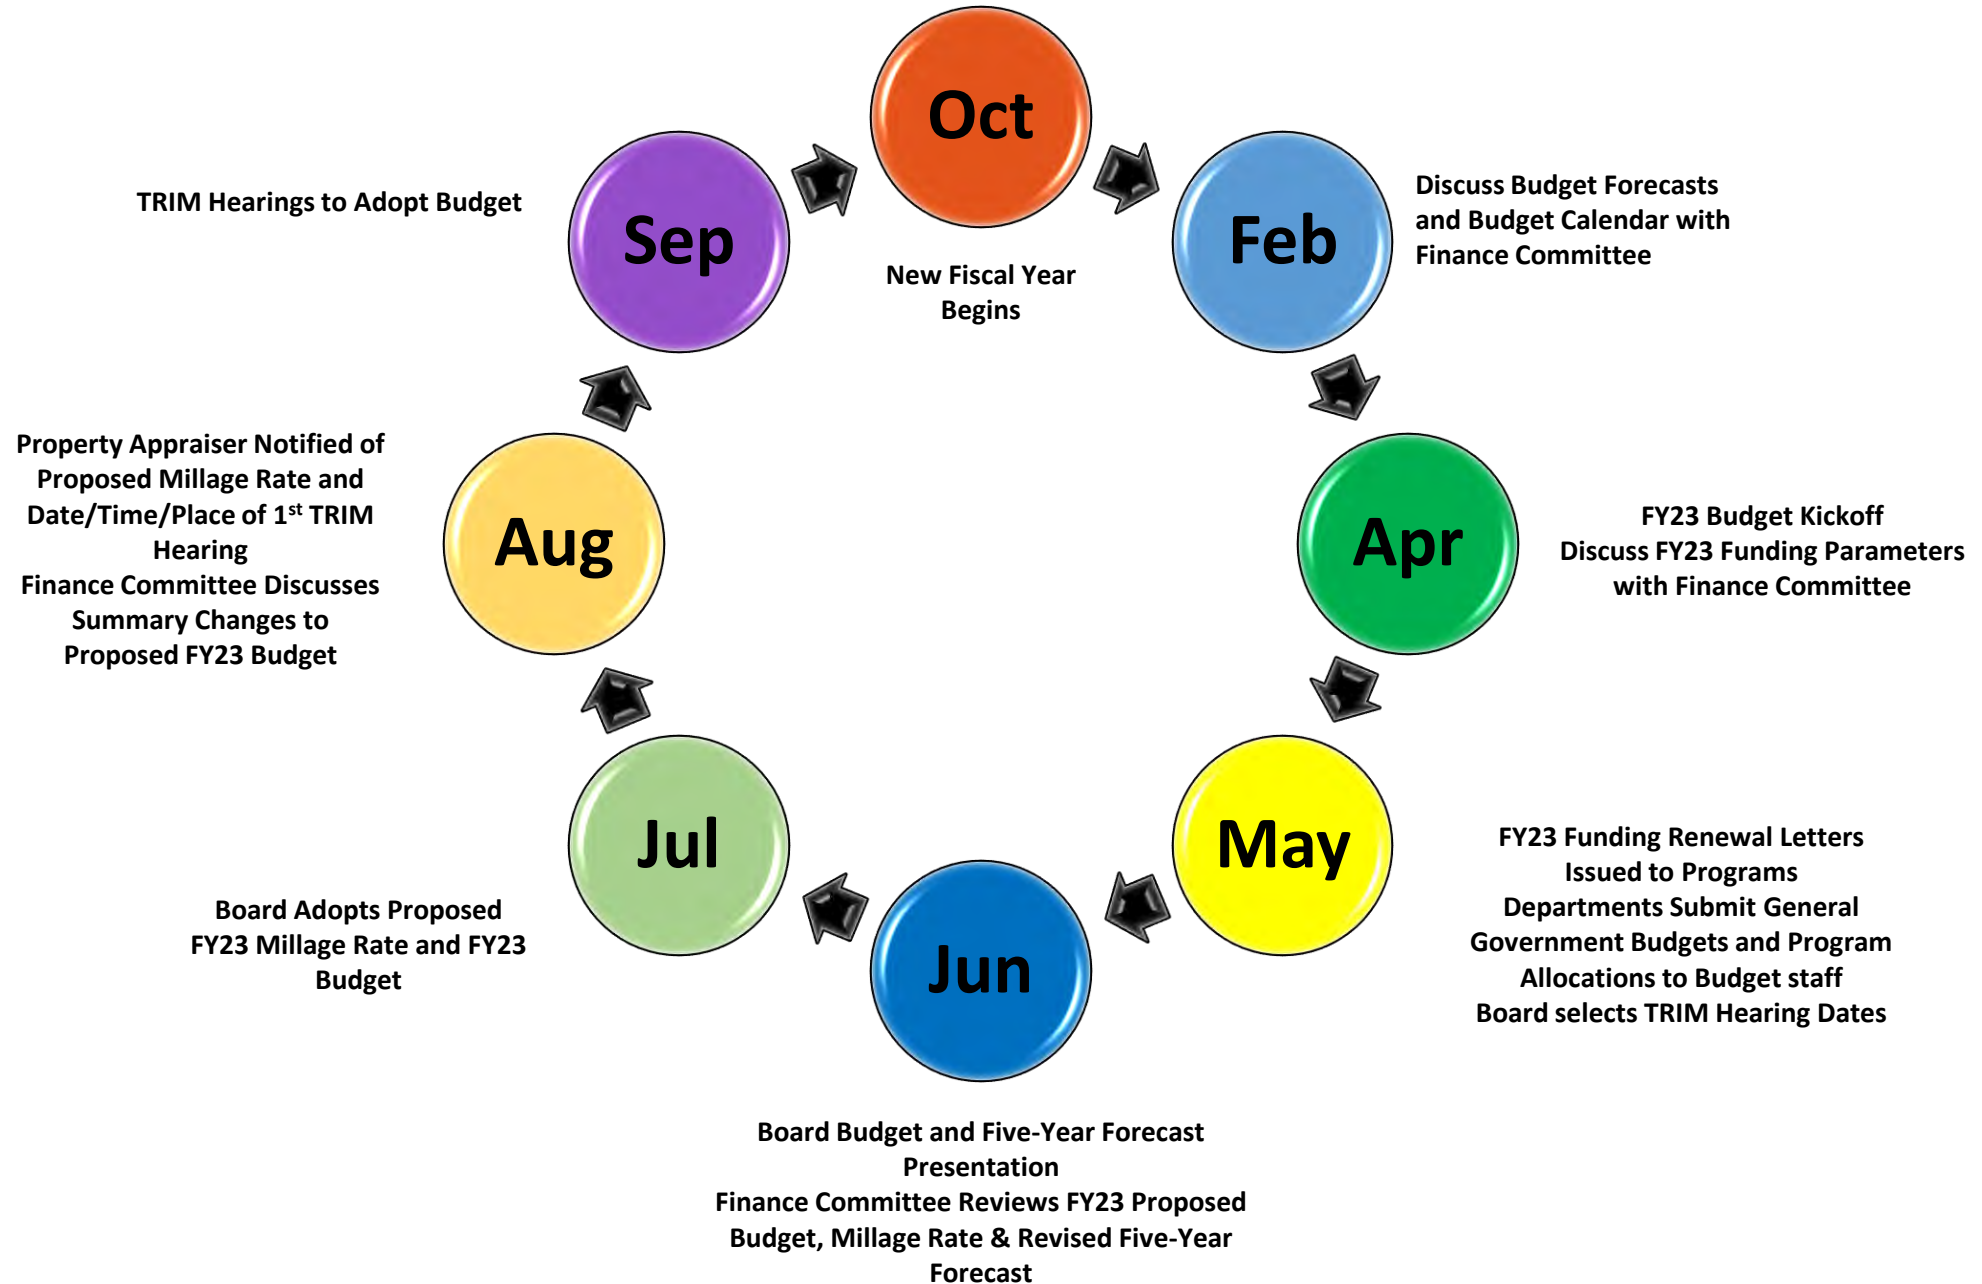 Oct
New Fiscal Year
Begins
Feb
Discuss Budget Forecasts
and Budget Calendar with
Finance Committee
Apr
FY23 Budget Kickoff
Discuss FY23 Funding Parameters
with Finance Committee
May
FY23 Funding Renewal Letters
Issued to Programs
Departments Submit General
Government Budgets and Program
Allocations to Budget staff
Board selects TRIM Hearing Dates
Jun
Board Budget and Five-Year Forecast
Presentation
Finance Committee Reviews FY23 Proposed
Budget, Millage Rate & Revised Five-Year
Forecast
Jul
Board Adopts Proposed
FY23 Millage Rate and FY23
Budget
Aug
Property Appraiser Notified of
Proposed Millage Rate and
Date/Time/Place of 1st TRIM
Hearing
Finance Committee Discusses
Summary Changes to
Proposed FY23 Budget
Sep
TRIM Hearings to Adopt Budget